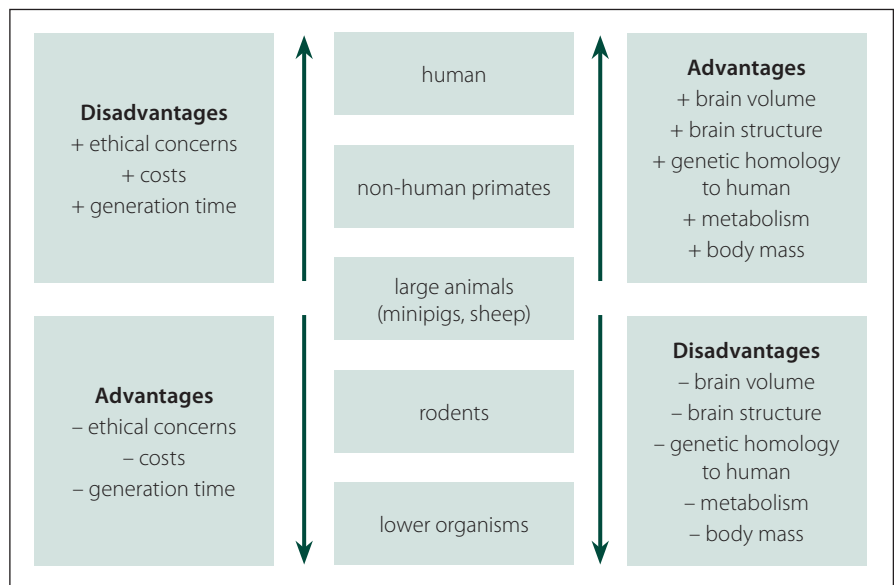 Disadvantages
+ ethical concerns
+ costs
+ generation time
Advantages
– ethical concerns
– costs
– generation time
human
non-human primates
large animals
(minipigs, sheep)
rodents
lower organisms
Advantages
+ brain volume
+ brain structure
+ genetic homology
to human
+ metabolism
+ body mass
Disadvantages
– brain volume
– brain structure
– genetic homology
to human
– metabolism
– body mass